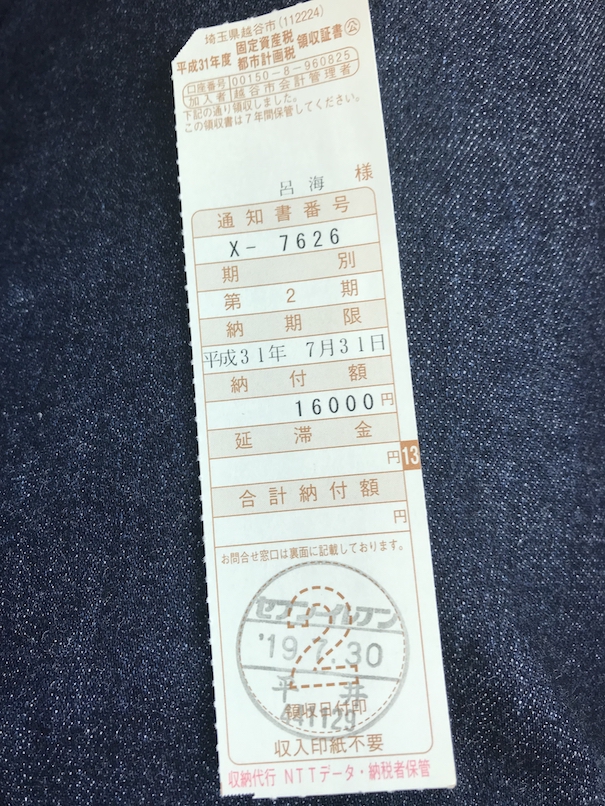 埼玉県越谷市(112224)
平成31年度 固定資産税 都市計画税 領収証書 公
口座番号 00150-8-960825
加入者 越谷市会計管理者
下記の通り領収しました。
この領収書は7年間保管してください。
呂海 様
通知書番号
X- 7626
期別
第2期
納期限
平成31年 7月31日
納付額
16000円
延滞金
円
13
合計納付額
円
お問合せ窓口は裏面に記載しております。
セブン-イレブン
2
'19.7.30
平井
領収日付印
441129
収入印紙不要
収納代行 NTTデータ・納税者保管